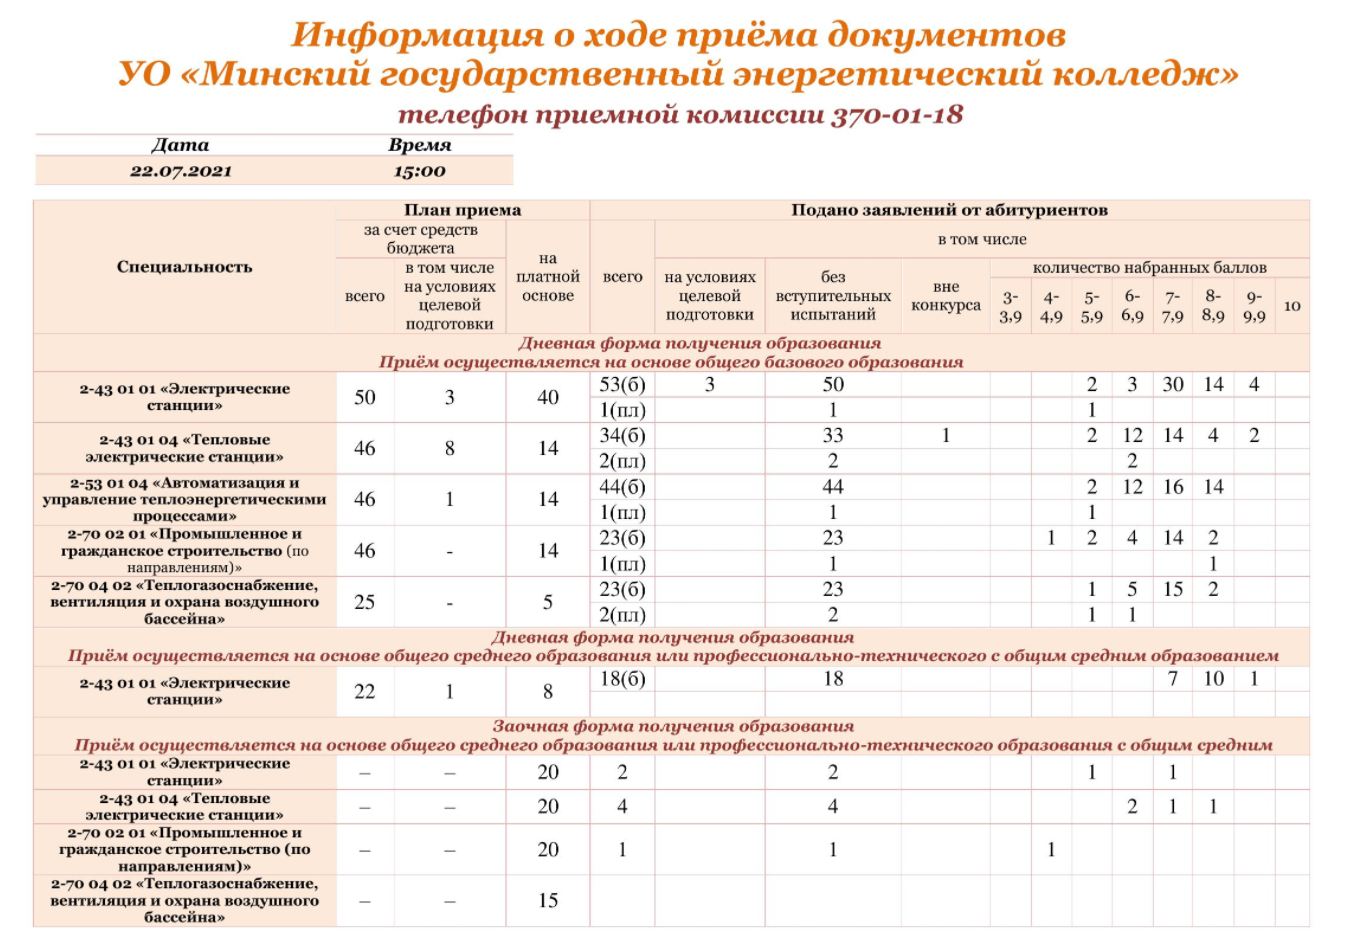 Информация о ходе приёма документов
УО «Минский государственный энергетический колледж»
телефон приемной комиссии 370-01-18
Дата Время
22.07.2021 15:00
Специальность План приема Подано заявлений от абитуриентов
за счет средств бюджета на платной основе всего в том числе
всего в том числе на условиях целевой подготовки на условиях целевой подготовки без вступительных испытаний вне конкурса количество набранных баллов
3-3,9 4-4,9 5-5,9 6-6,9 7-7,9 8-8,9 9-9,9 10
Дневная форма получения образования
Приём осуществляется на основе общего базового образования
2-43 01 01 «Электрические
станции»
50 3 40
53(б) 3 50 2 3 30 14 4
1(пл) 1 1
2-43 01 04 «Тепловые
электрические станции»
46 8 14
34(б) 33 1 2 12 14 4 2
2(пл) 2 2
2-53 01 04 «Автоматизация и
управление теплоэнергетическими
процессами»
46 1 14
44(б) 44 2 12 16 14
1(пл) 1 1
2-70 02 01 «Промышленное и
гражданское строительство (по
направлениям)»
46 - 14
23(б) 23 1 2 4 14 2
1(пл) 1 1
2-70 04 02 «Теплогазоснабжение,
вентиляция и охрана воздушного
бассейна»
25 - 5
23(б) 23 1 5 15 2
2(пл) 2 1 1
Дневная форма получения образования
Приём осуществляется на основе общего среднего образования или профессионально-технического с общим средним образованием
2-43 01 01 «Электрические
станции»
22 1 8
18(б) 18 7 10 1
Заочная форма получения образования
Приём осуществляется на основе общего среднего образования или профессионально-технического образования с общим средним
2-43 01 01 «Электрические
станции»
– – 20 2 2 1 1
2-43 01 04 «Тепловые
электрические станции»
– – 20 4 4 2 1 1
2-70 02 01 «Промышленное и
гражданское строительство (по
направлениям)»
– – 20 1 1 1
2-70 04 02 «Теплогазоснабжение,
вентиляция и охрана воздушного
бассейна»
– – 15